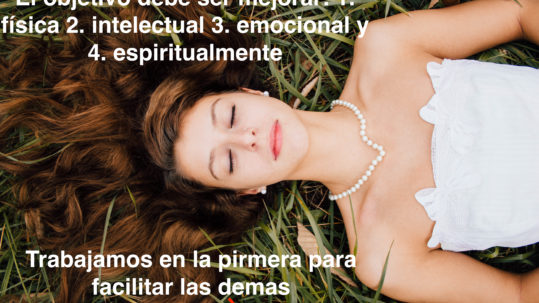 El objetivo debe ser mejorar: 1.
física 2. intelectual 3. emocional y
4. espiritualmente
Trabajamos en la pirmera para
facilitar las demas